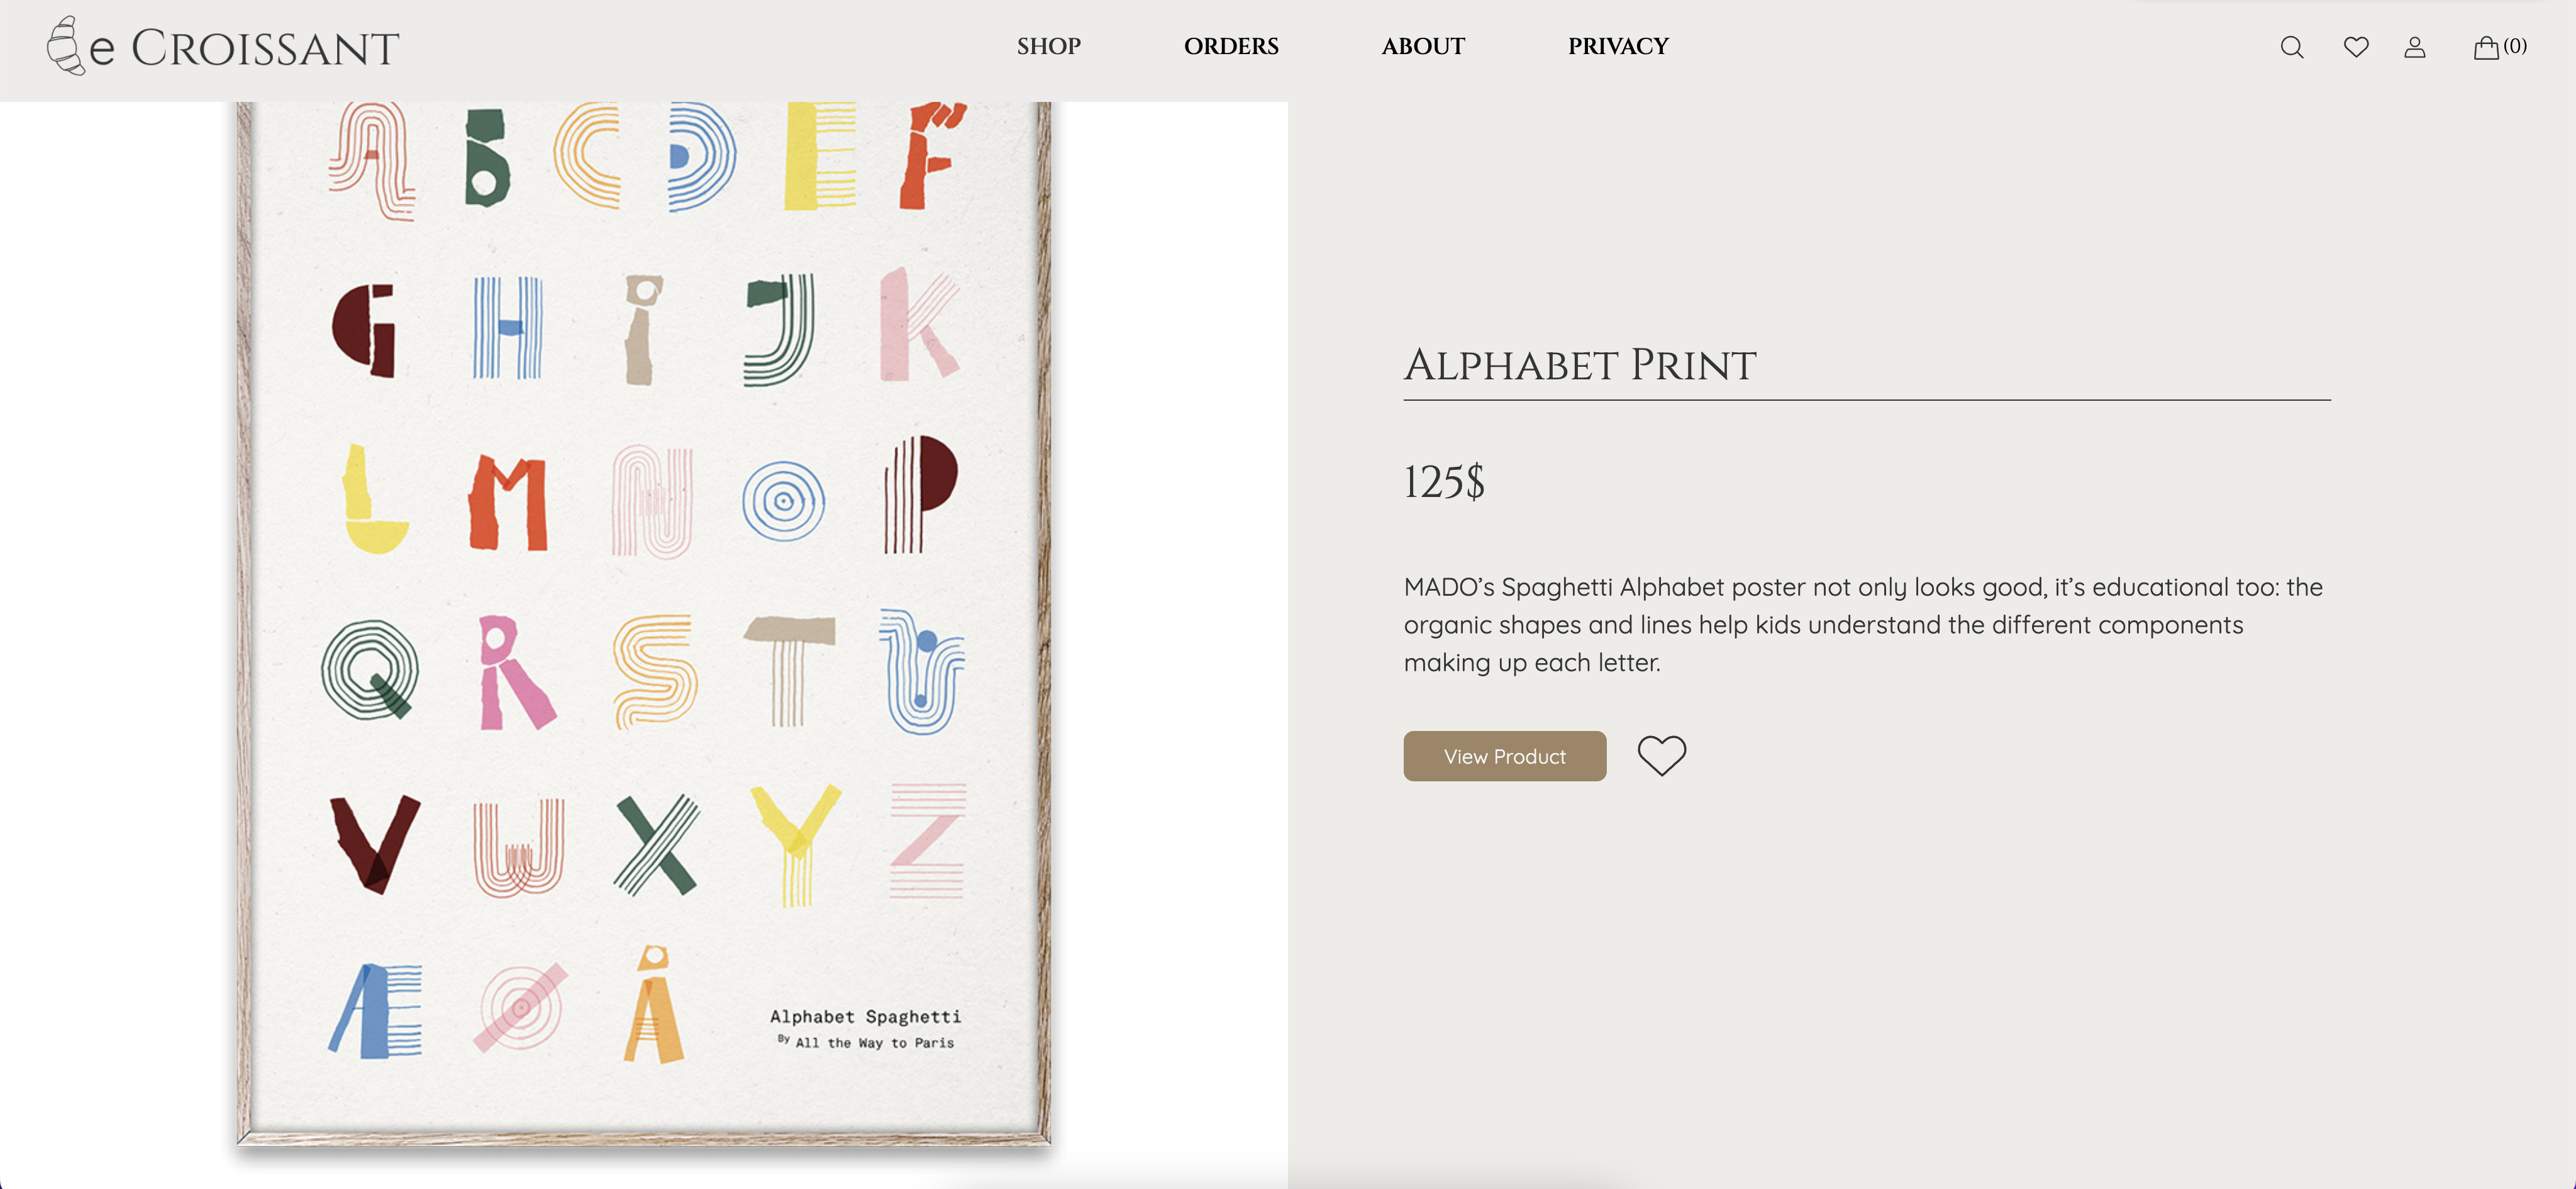 e CROISSANT
SHOP ORDERS ABOUT PRIVACY
(0)
A B C D E F
G H I J K
L M N O P
Q R S T U
V W X Y Z
Æ Ø Å
Alphabet Spaghetti
By All the Way to Paris
ALPHABET PRINT
125$
MADO’s Spaghetti Alphabet poster not only looks good, it’s educational too: the
organic shapes and lines help kids understand the different components
making up each letter.
View Product